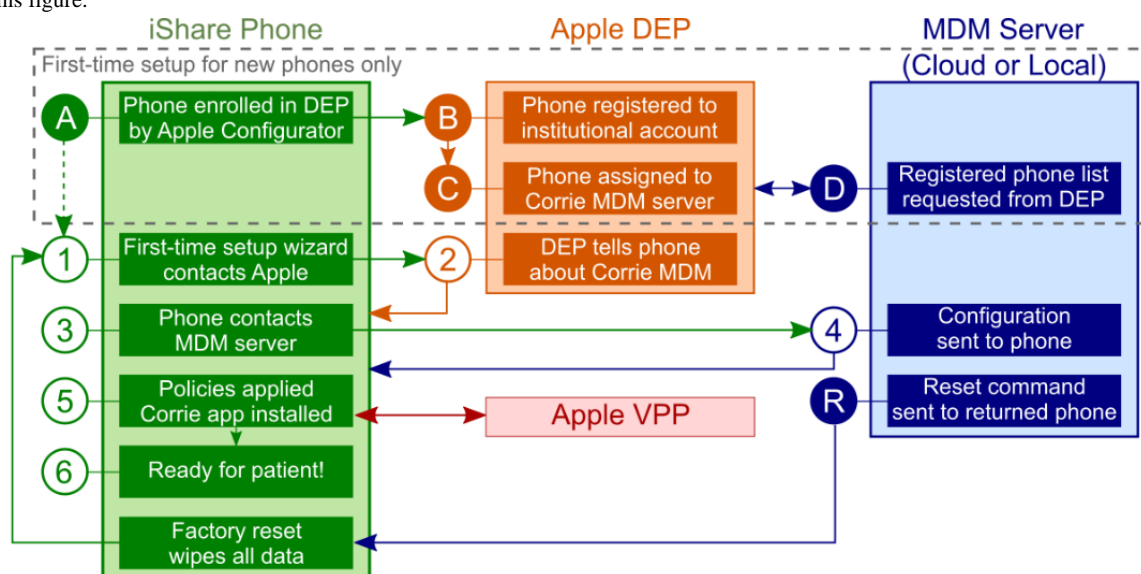 this figure.
iShare Phone
Apple DEP
MDM Server
(Cloud or Local)
First-time setup for new phones only
A
Phone enrolled in DEP
by Apple Configurator
B
Phone registered to
institutional account
C
Phone assigned to
Corrie MDM server
D
Registered phone list
requested from DEP
1
First-time setup wizard
contacts Apple
2
DEP tells phone
about Corrie MDM
3
Phone contacts
MDM server
4
Configuration
sent to phone
5
Policies applied
Corrie app installed
Apple VPP
R
Reset command
sent to returned phone
6
Ready for patient!
Factory reset
wipes all data